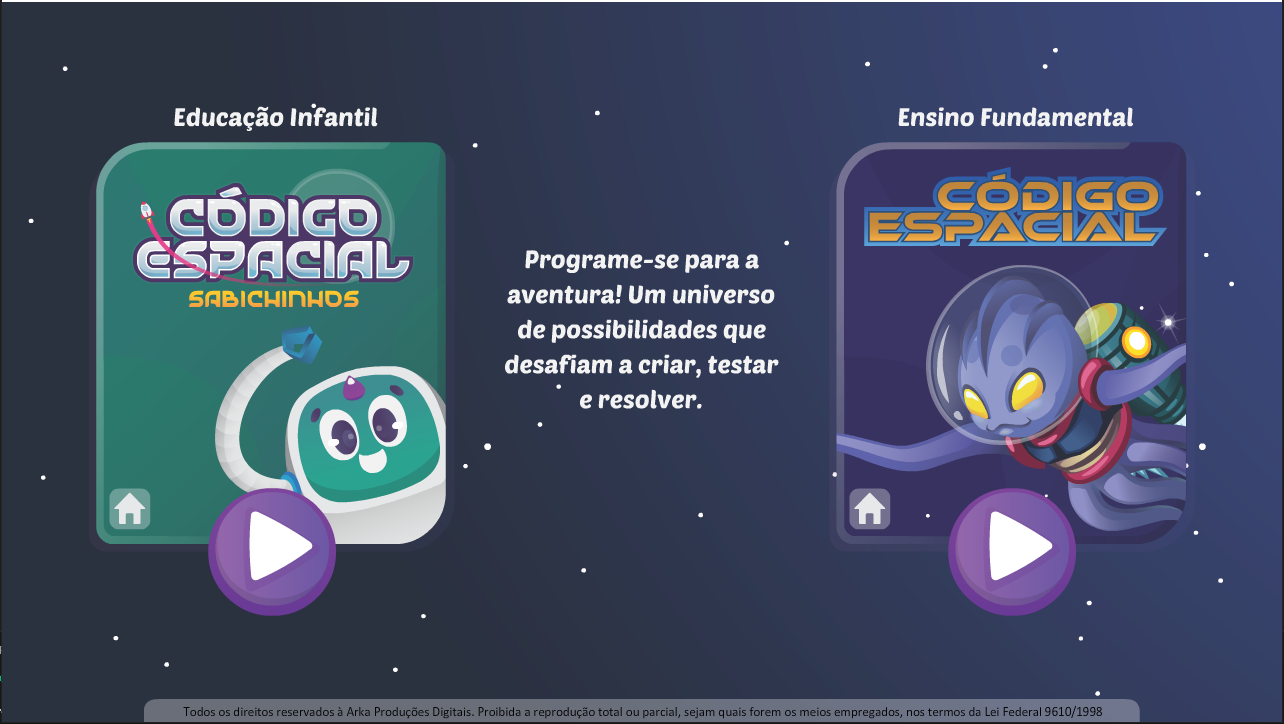 Educação Infantil
CÓDIGO
ESPACIAL
SABICHINHOS
Programe-se para a
aventura! Um universo
de possibilidades que
desafiam a criar, testar
e resolver.
Ensino Fundamental
CÓDIGO
ESPACIAL
Todos os direitos reservados à Arka Produções Digitais. Proibida a reprodução total ou parcial, sejam quais forem os meios empregados, nos termos da Lei Federal 9610/1998